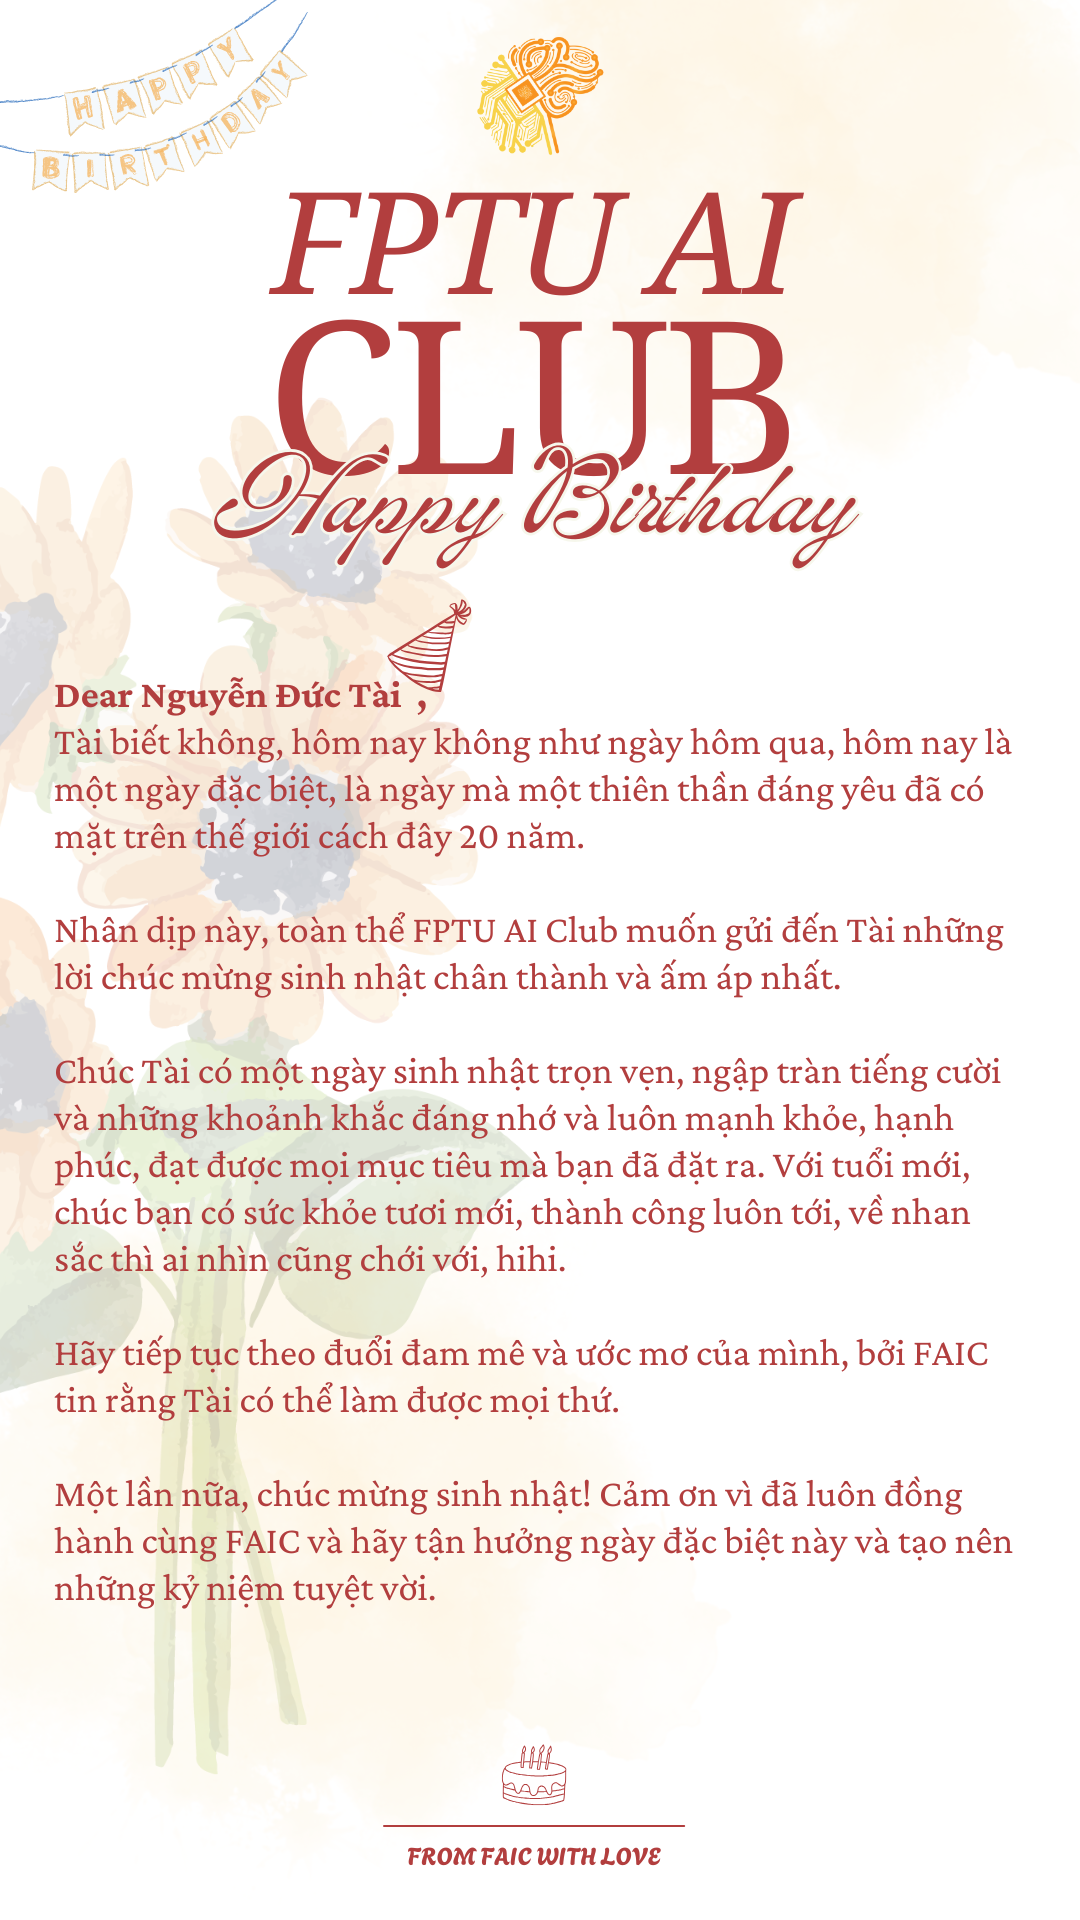 HAPPY
BIRTHDAY
FPTU AI
CLUB
Happy Birthday
Dear Nguyễn Đức Tài ,
Tài biết không, hôm nay không như ngày hôm qua, hôm nay là
một ngày đặc biệt, là ngày mà một thiên thần đáng yêu đã có
mặt trên thế giới cách đây 20 năm.
Nhân dịp này, toàn thể FPTU AI Club muốn gửi đến Tài những
lời chúc mừng sinh nhật chân thành và ấm áp nhất.
Chúc Tài có một ngày sinh nhật trọn vẹn, ngập tràn tiếng cười
và những khoảnh khắc đáng nhớ và luôn mạnh khỏe, hạnh
phúc, đạt được mọi mục tiêu mà bạn đã đặt ra. Với tuổi mới,
chúc bạn có sức khỏe tươi mới, thành công luôn tới, về nhan
sắc thì ai nhìn cũng chới với, hihi.
Hãy tiếp tục theo đuổi đam mê và ước mơ của mình, bởi FAIC
tin rằng Tài có thể làm được mọi thứ.
Một lần nữa, chúc mừng sinh nhật! Cảm ơn vì đã luôn đồng
hành cùng FAIC và hãy tận hưởng ngày đặc biệt này và tạo nên
những kỷ niệm tuyệt vời.
FROM FAIC WITH LOVE